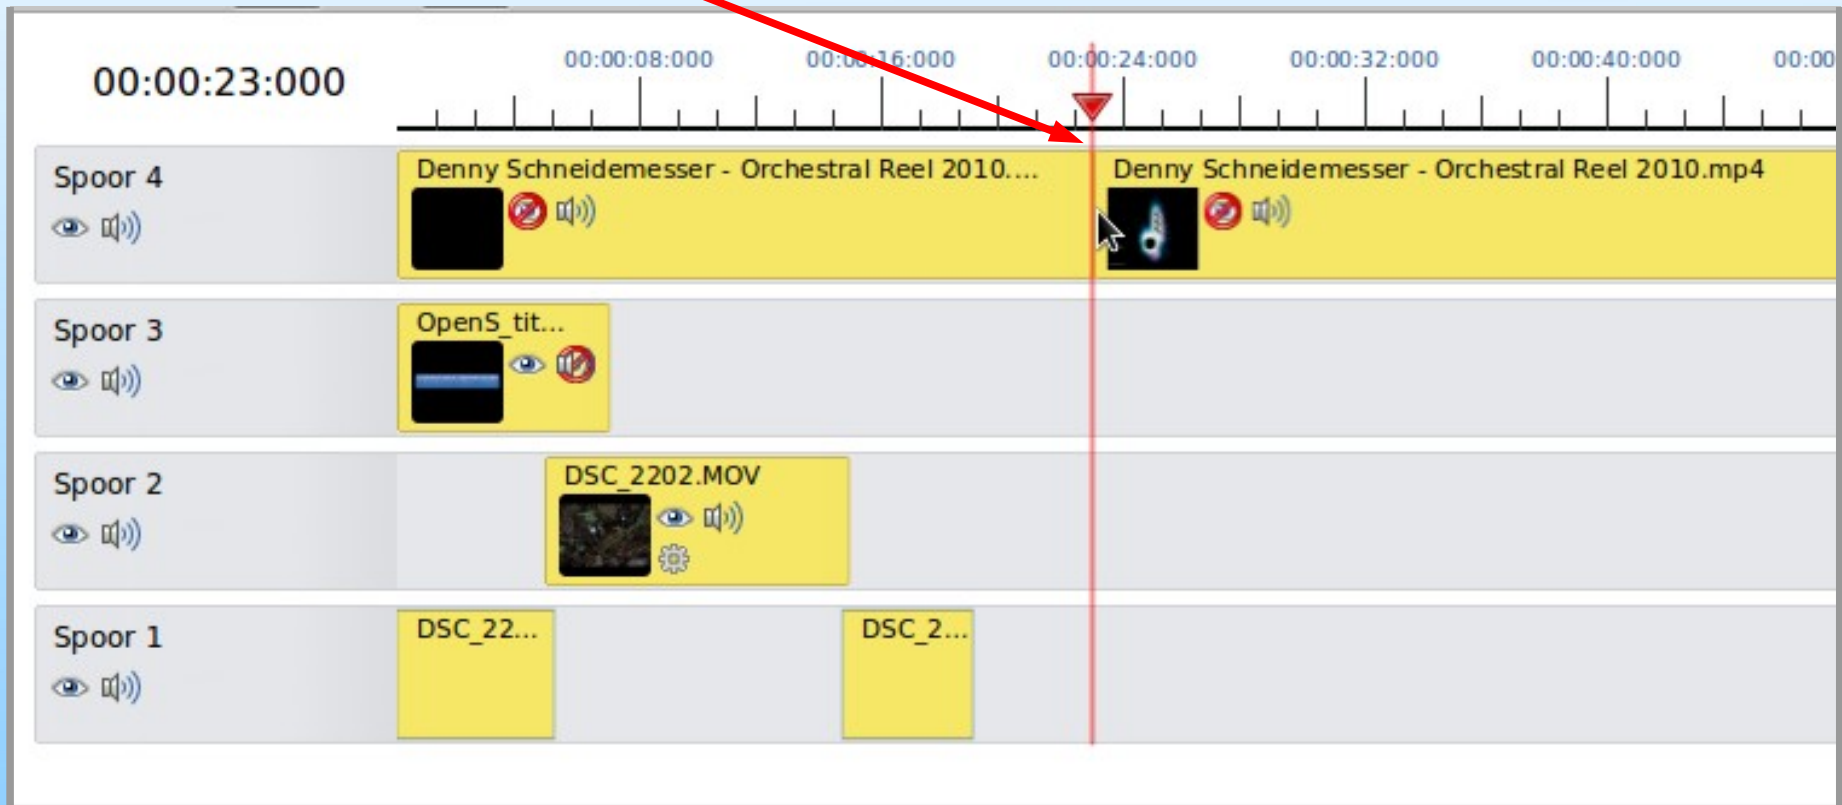 00:00:23:000
00:00:08:000 00:00:16:000 00:00:24:000 00:00:32:000 00:00:40:000 00:00
Spoor 4
Denny Schneidemesser - Orchestral Reel 2010.... Denny Schneidemesser - Orchestral Reel 2010.mp4
Spoor 3
OpenS_tit...
Spoor 2
DSC_2202.MOV
Spoor 1
DSC_22... DSC_2...